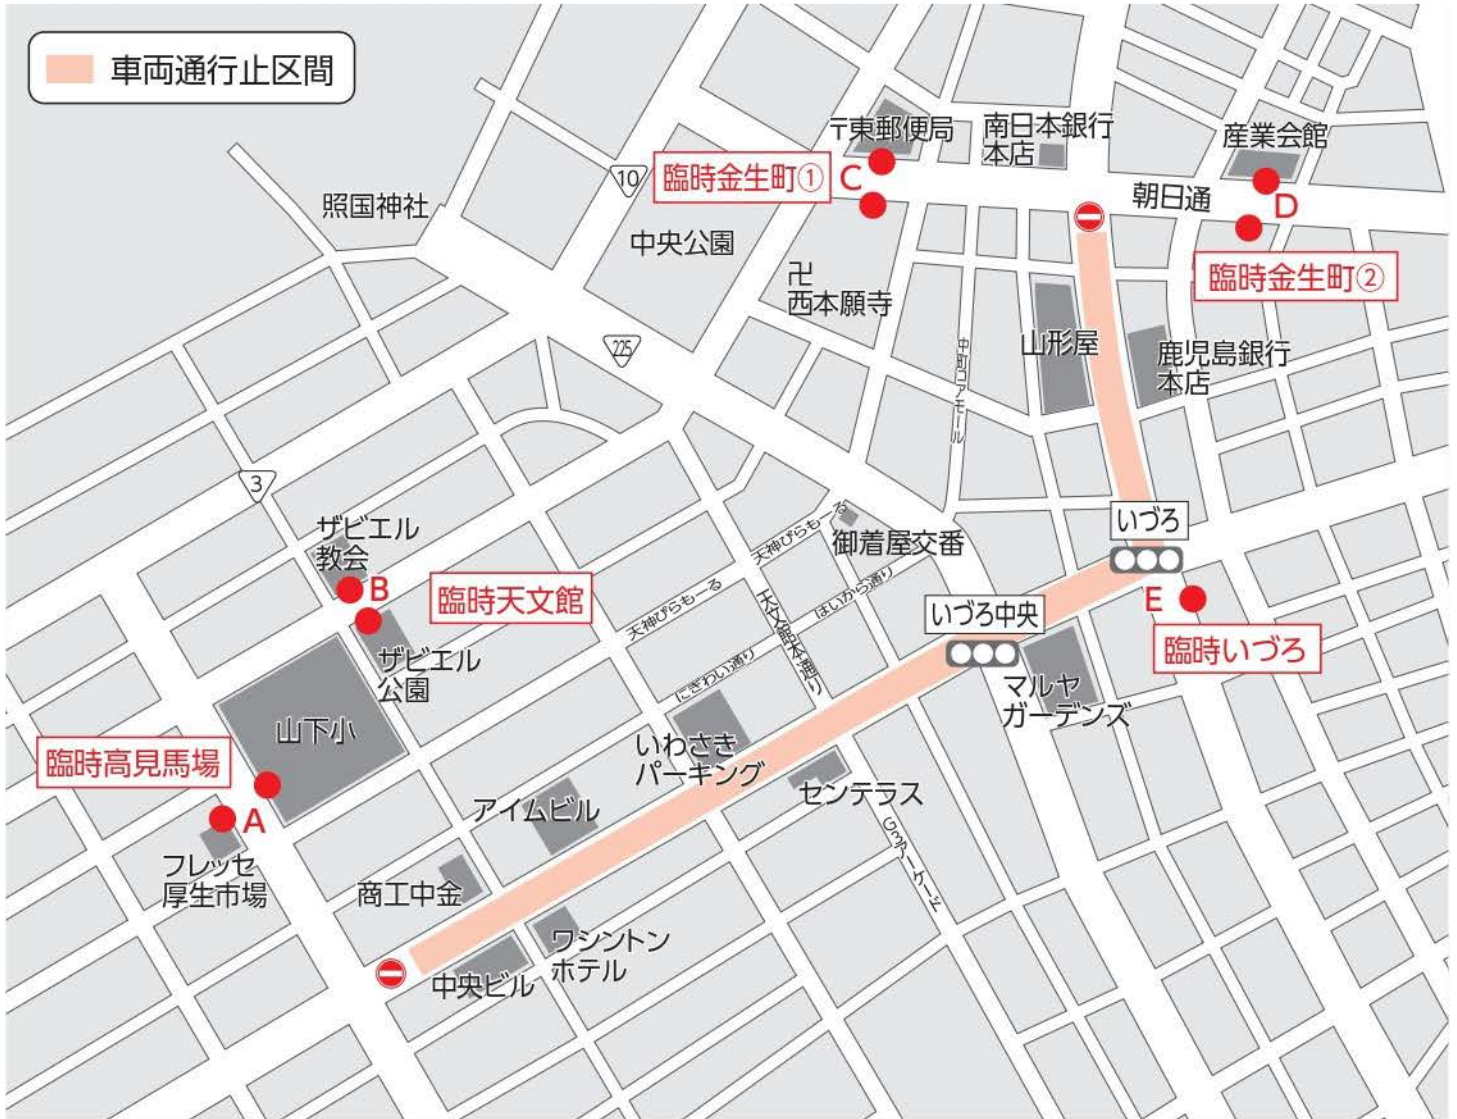 車両通行止区間
〒東郵便局
南日本銀行
本店
産業会館
臨時金生町①
C
10
照国神社
朝日通
D
中央公園
臨時金生町②
卍
西本願寺
225
山形屋
中町コアモール
鹿児島銀行
本店
3
いづろ
ザビエル
教会
天神ぴらもーる
御着屋交番
B
臨時天文館
はいから通り
E
天神ぴらもーる
天文館本通り
いづろ中央
臨時いづろ
ザビエル
公園
にぎわい通り
マルヤ
ガーデンズ
山下小
いわさき
パーキング
臨時高見馬場
センテラス
アイムビル
A
G3アーケード
フレッセ
厚生市場
商工中金
ワシントン
ホテル
中央ビル